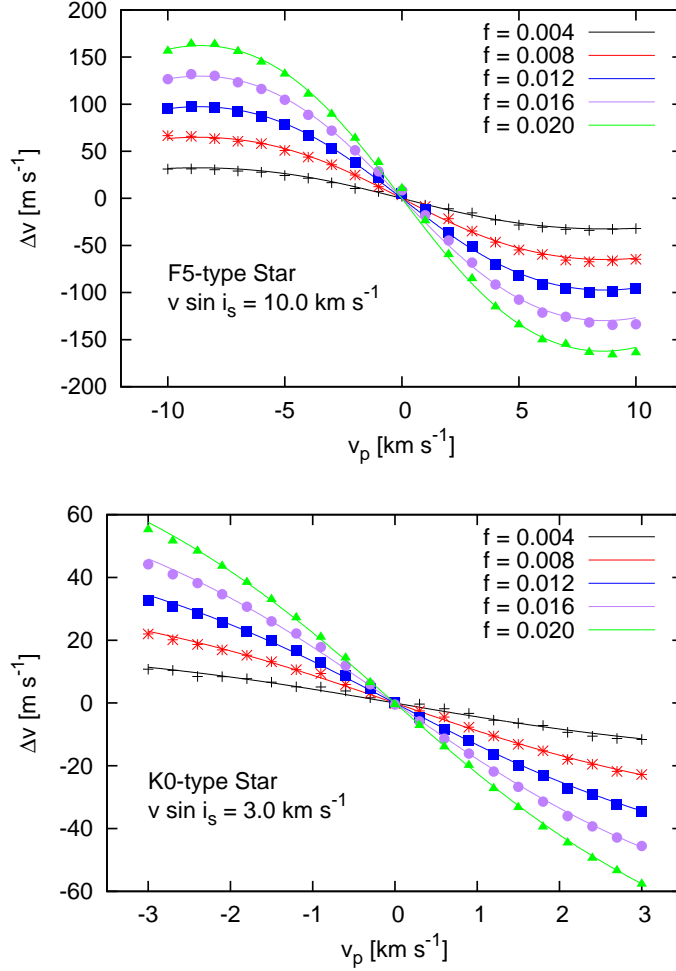 200
150
100
50
0
-50
-100
-150
-200
Δv [m s⁻¹]
f = 0.004
f = 0.008
f = 0.012
f = 0.016
f = 0.020
F5-type Star
v sin iₛ = 10.0 km s⁻¹
-10 -5 0 5 10
vₚ [km s⁻¹]
60
40
20
0
-20
-40
-60
Δv [m s⁻¹]
f = 0.004
f = 0.008
f = 0.012
f = 0.016
f = 0.020
K0-type Star
v sin iₛ = 3.0 km s⁻¹
-3 -2 -1 0 1 2 3
vₚ [km s⁻¹]